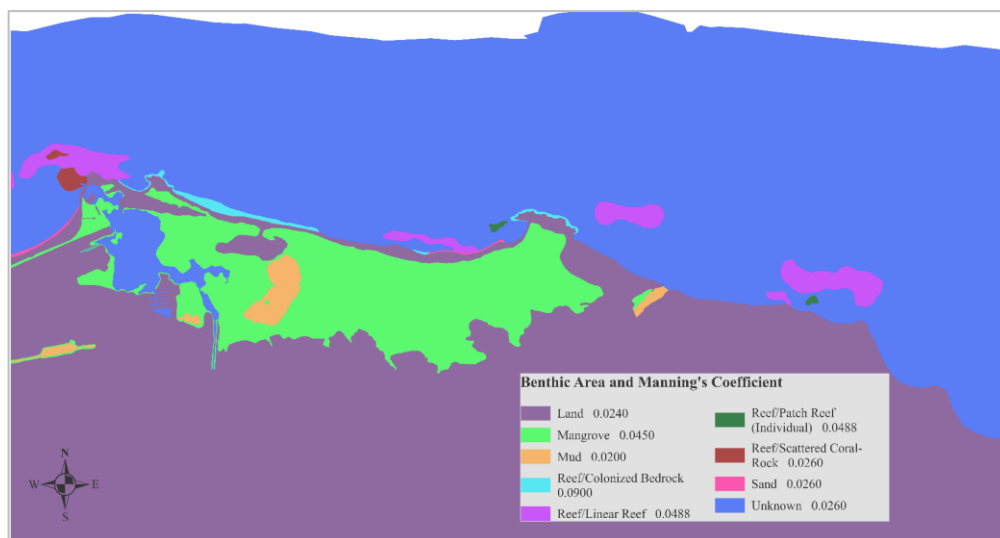 N
W E
S
Benthic Area and Manning's Coefficient
Land 0.0240
Mangrove 0.0450
Mud 0.0200
Reef/Colonized Bedrock
0.0900
Reef/Linear Reef 0.0488
Reef/Patch Reef
(Individual) 0.0488
Reef/Scattered Coral-
Rock 0.0260
Sand 0.0260
Unknown 0.0260